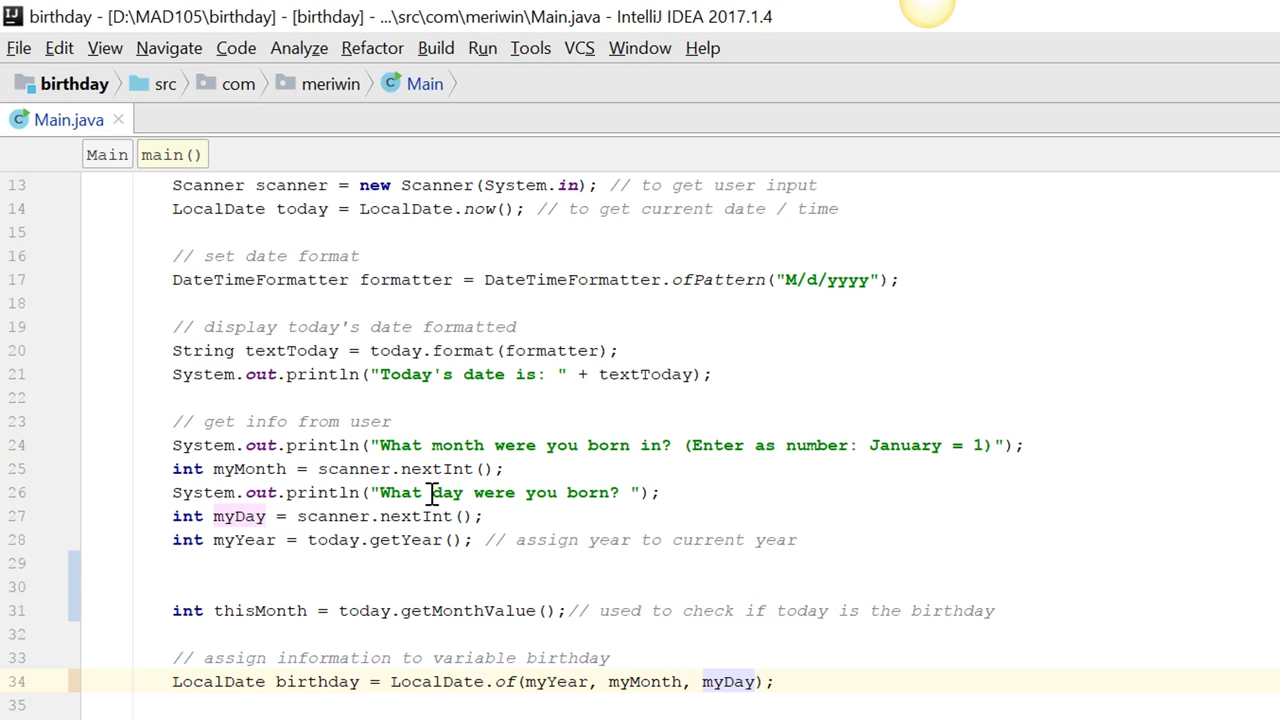 birthday - [D:\MAD105\birthday] - [birthday] - ...\src\com\meriwin\Main.java - IntelliJ IDEA 2017.1.4
File Edit View Navigate Code Analyze Refactor Build Run Tools VCS Window Help
birthday src com meriwin Main
Main.java
Main main()
13 Scanner scanner = new Scanner(System.in); // to get user input
14 LocalDate today = LocalDate.now(); // to get current date / time
15
16 // set date format
17 DateTimeFormatter formatter = DateTimeFormatter.ofPattern("M/d/yyyy");
18
19 // display today's date formatted
20 String textToday = today.format(formatter);
21 System.out.println("Today's date is: " + textToday);
22
23 // get info from user
24 System.out.println("What month were you born in? (Enter as number: January = 1)");
25 int myMonth = scanner.nextInt();
26 System.out.println("What day were you born? ");
27 int myDay = scanner.nextInt();
28 int myYear = today.getYear(); // assign year to current year
29
30
31 int thisMonth = today.getMonthValue();// used to check if today is the birthday
32
33 // assign information to variable birthday
34 LocalDate birthday = LocalDate.of(myYear, myMonth, myDay);
35